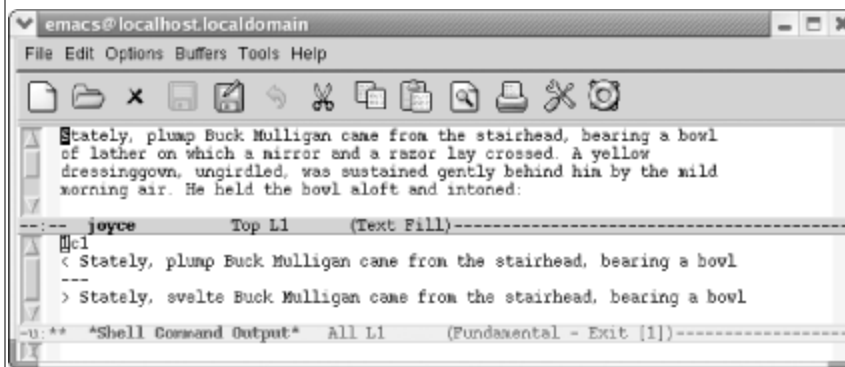 emacs@localhost.localdomain
File Edit Options Buffers Tools Help
Stately, plump Buck Mulligan came from the stairhead, bearing a bowl
of lather on which a mirror and a razor lay crossed. A yellow
dressinggown, ungirdled, was sustained gently behind him by the mild
morning air. He held the bowl aloft and intoned:
--:-- joyce Top L1 (Text Fill)--------------------------------------------
1c1
< Stately, plump Buck Mulligan came from the stairhead, bearing a bowl
---
> Stately, svelte Buck Mulligan came from the stairhead, bearing a bowl
-u:** *Shell Command Output* All L1 (Fundamental - Exit [1])-------------------